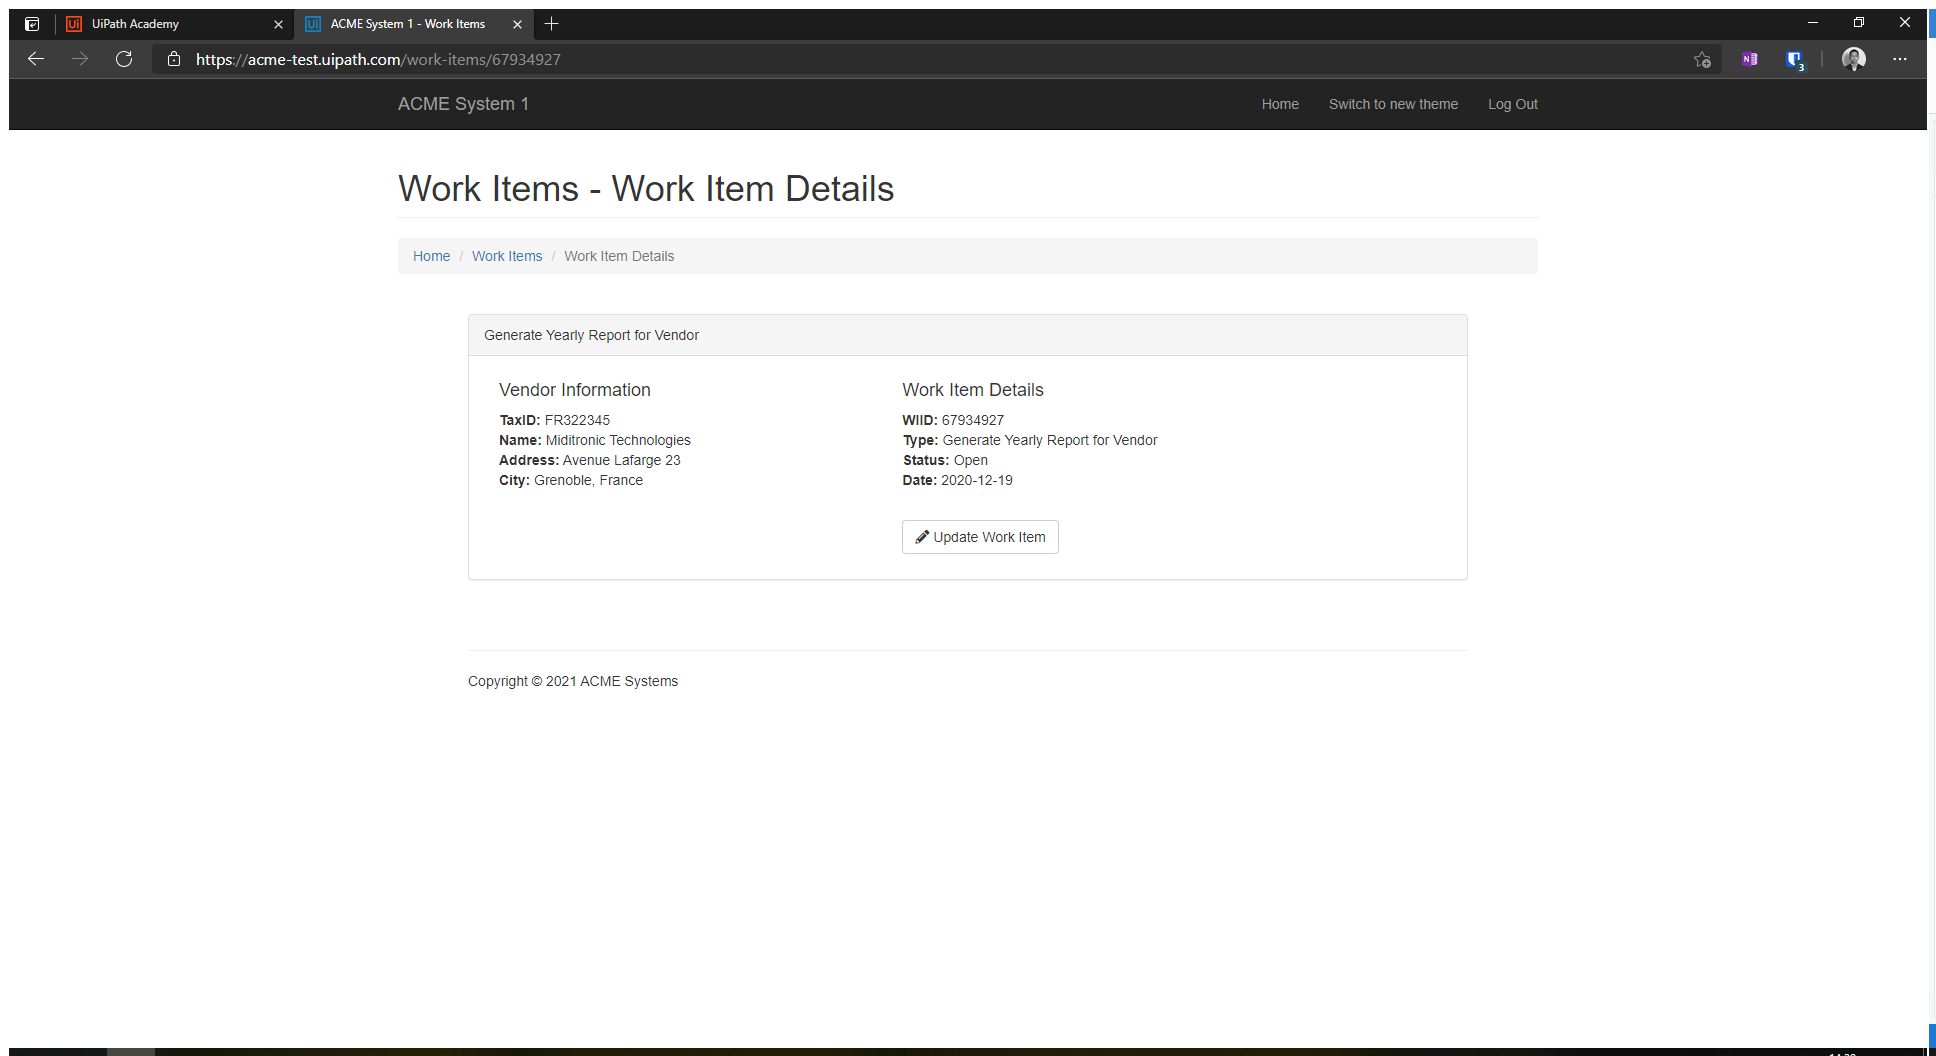 UiPath Academy
ACME System 1 - Work Items
https://acme-test.uipath.com/work-items/67934927
N
3
ACME System 1
Home
Switch to new theme
Log Out
Work Items - Work Item Details
Home / Work Items / Work Item Details
Generate Yearly Report for Vendor
Vendor Information
TaxID: FR322345
Name: Miditronic Technologies
Address: Avenue Lafarge 23
City: Grenoble, France
Work Item Details
WIID: 67934927
Type: Generate Yearly Report for Vendor
Status: Open
Date: 2020-12-19
Update Work Item
Copyright © 2021 ACME Systems